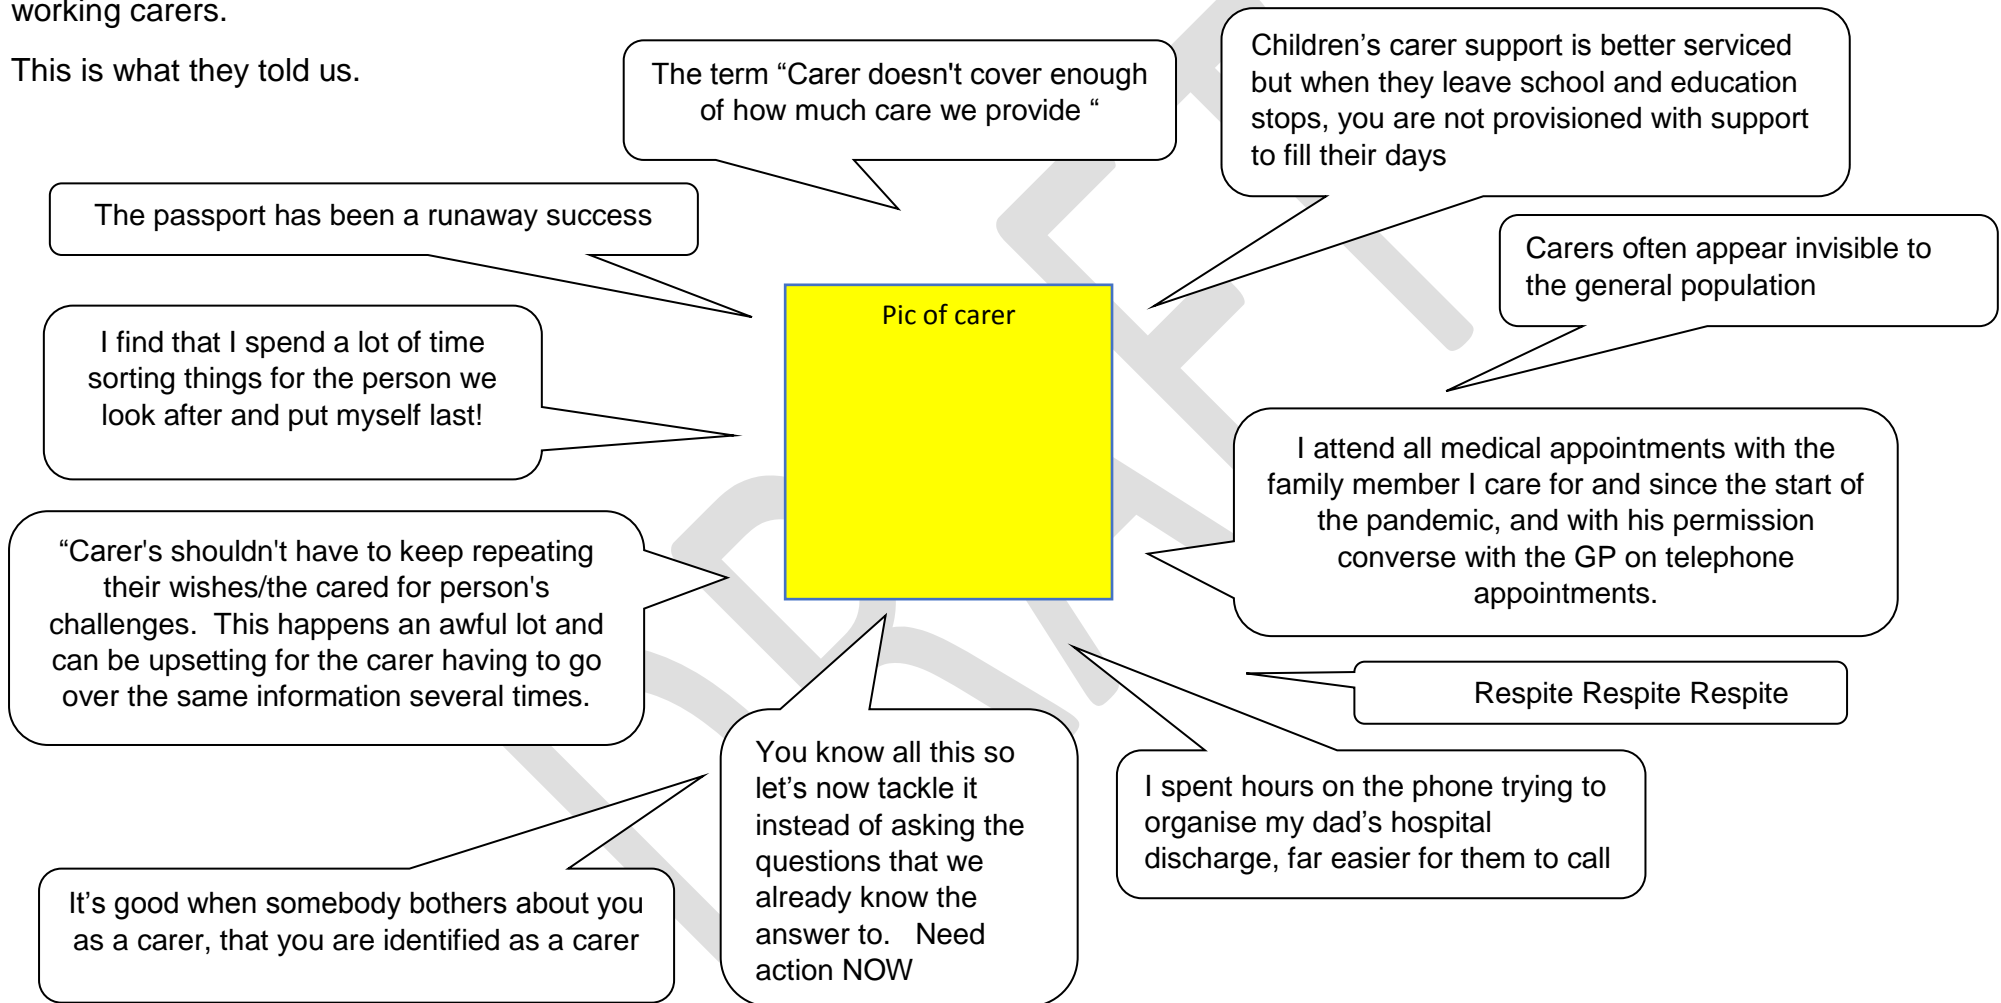 working carers.
This is what they told us.
The term “Carer doesn't cover enough
of how much care we provide “
Children’s carer support is better serviced
but when they leave school and education
stops, you are not provisioned with support
to fill their days
The passport has been a runaway success
Carers often appear invisible to
the general population
Pic of carer
I find that I spend a lot of time
sorting things for the person we
look after and put myself last!
I attend all medical appointments with the
family member I care for and since the start of
the pandemic, and with his permission
converse with the GP on telephone
appointments.
“Carer's shouldn't have to keep repeating
their wishes/the cared for person's
challenges.  This happens an awful lot and
can be upsetting for the carer having to go
over the same information several times.
Respite Respite Respite
You know all this so
let’s now tackle it
instead of asking the
questions that we
already know the
answer to.   Need
action NOW
I spent hours on the phone trying to
organise my dad’s hospital
discharge, far easier for them to call
It’s good when somebody bothers about you
as a carer, that you are identified as a carer
DRAFT